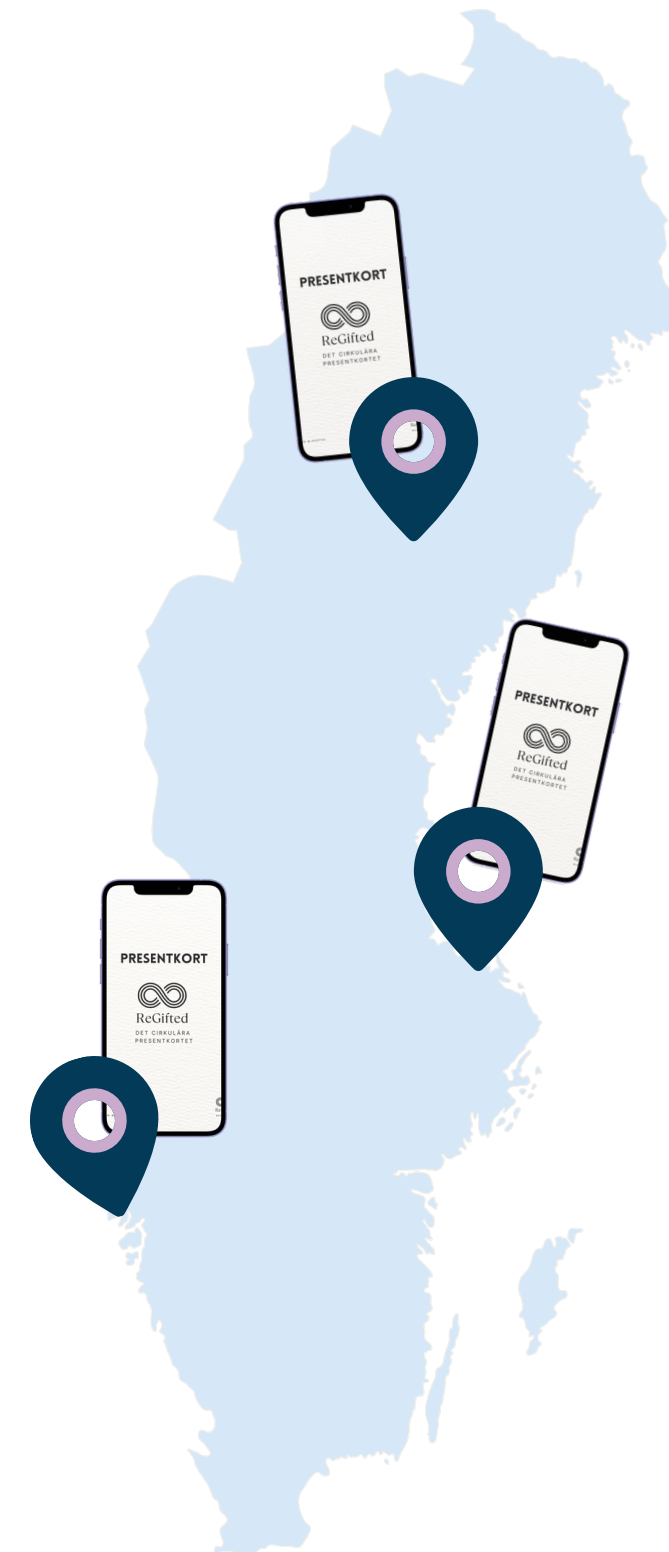 PRESENTKORT
ReGifted
DET CIRKULÄRA
PRESENTKORTET
PRESENTKORT
ReGifted
DET CIRKULÄRA
PRESENTKORTET
PRESENTKORT
ReGifted
DET CIRKULÄRA
PRESENTKORTET